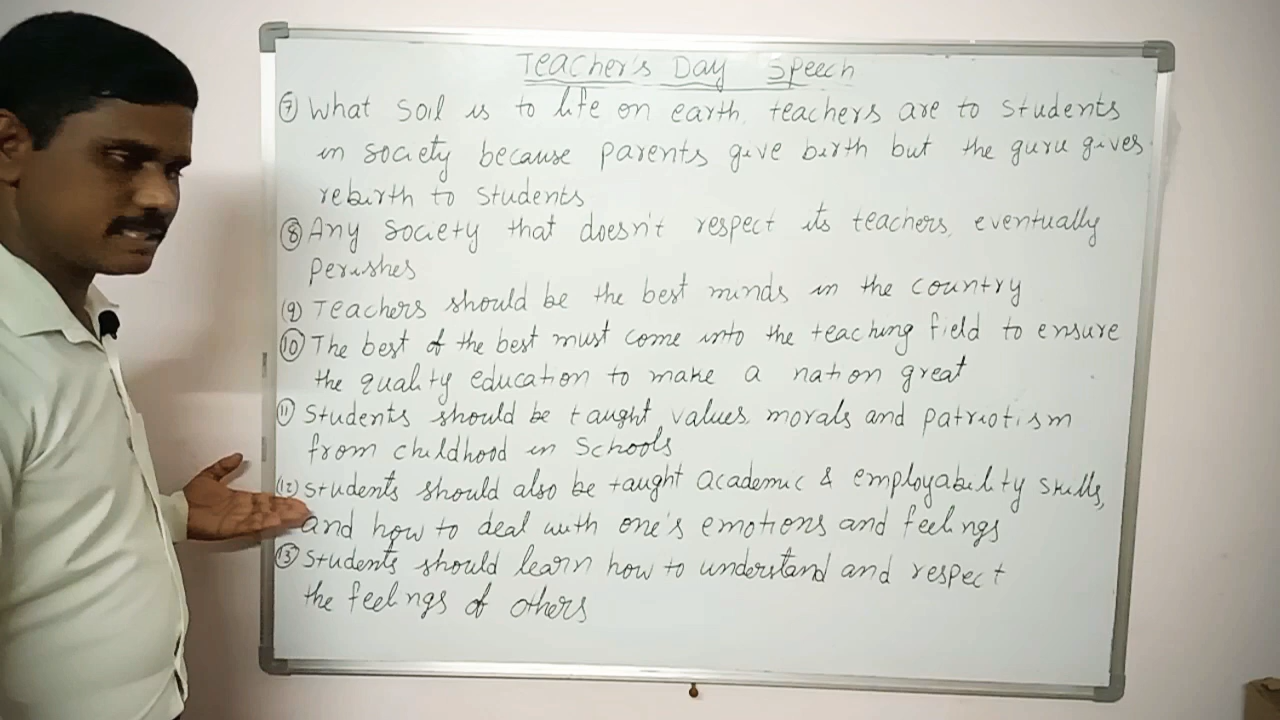 Teacher's Day Speech
⑦ What soil is to life on earth, teachers are to students
in society because parents give birth but the guru gives
rebirth to students
⑧ Any society that doesn't respect its teachers, eventually
perishes
(9) Teachers should be the best minds in the country
⑩ The best of the best must come into the teaching field to ensure
the quality education to make a nation great
⑪ Students should be taught values, morals and patriotism
from childhood in Schools
⑫ Students should also be taught academic & employability skills,
and how to deal with one's emotions and feelings
⑬ Students should learn how to understand and respect
the feelings of others